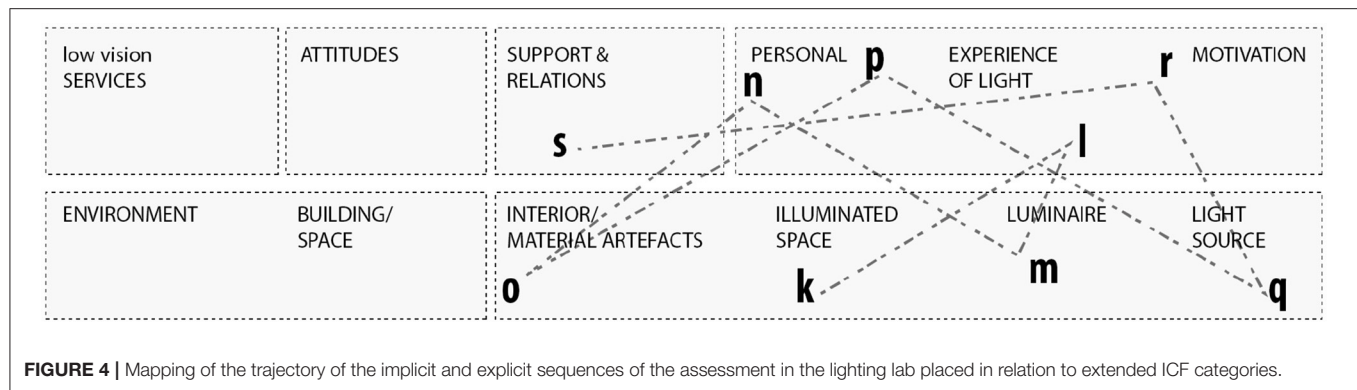 low vision
SERVICES
ATTITUDES
SUPPORT &
RELATIONS
PERSONAL
EXPERIENCE
OF LIGHT
MOTIVATION
n
p
r
s
l
ENVIRONMENT
BUILDING/
SPACE
INTERIOR/
MATERIAL ARTEFACTS
ILLUMINATED
SPACE
LUMINAIRE
LIGHT
SOURCE
o
k
m
q
FIGURE 4 | Mapping of the trajectory of the implicit and explicit sequences of the assessment in the lighting lab placed in relation to extended ICF categories.